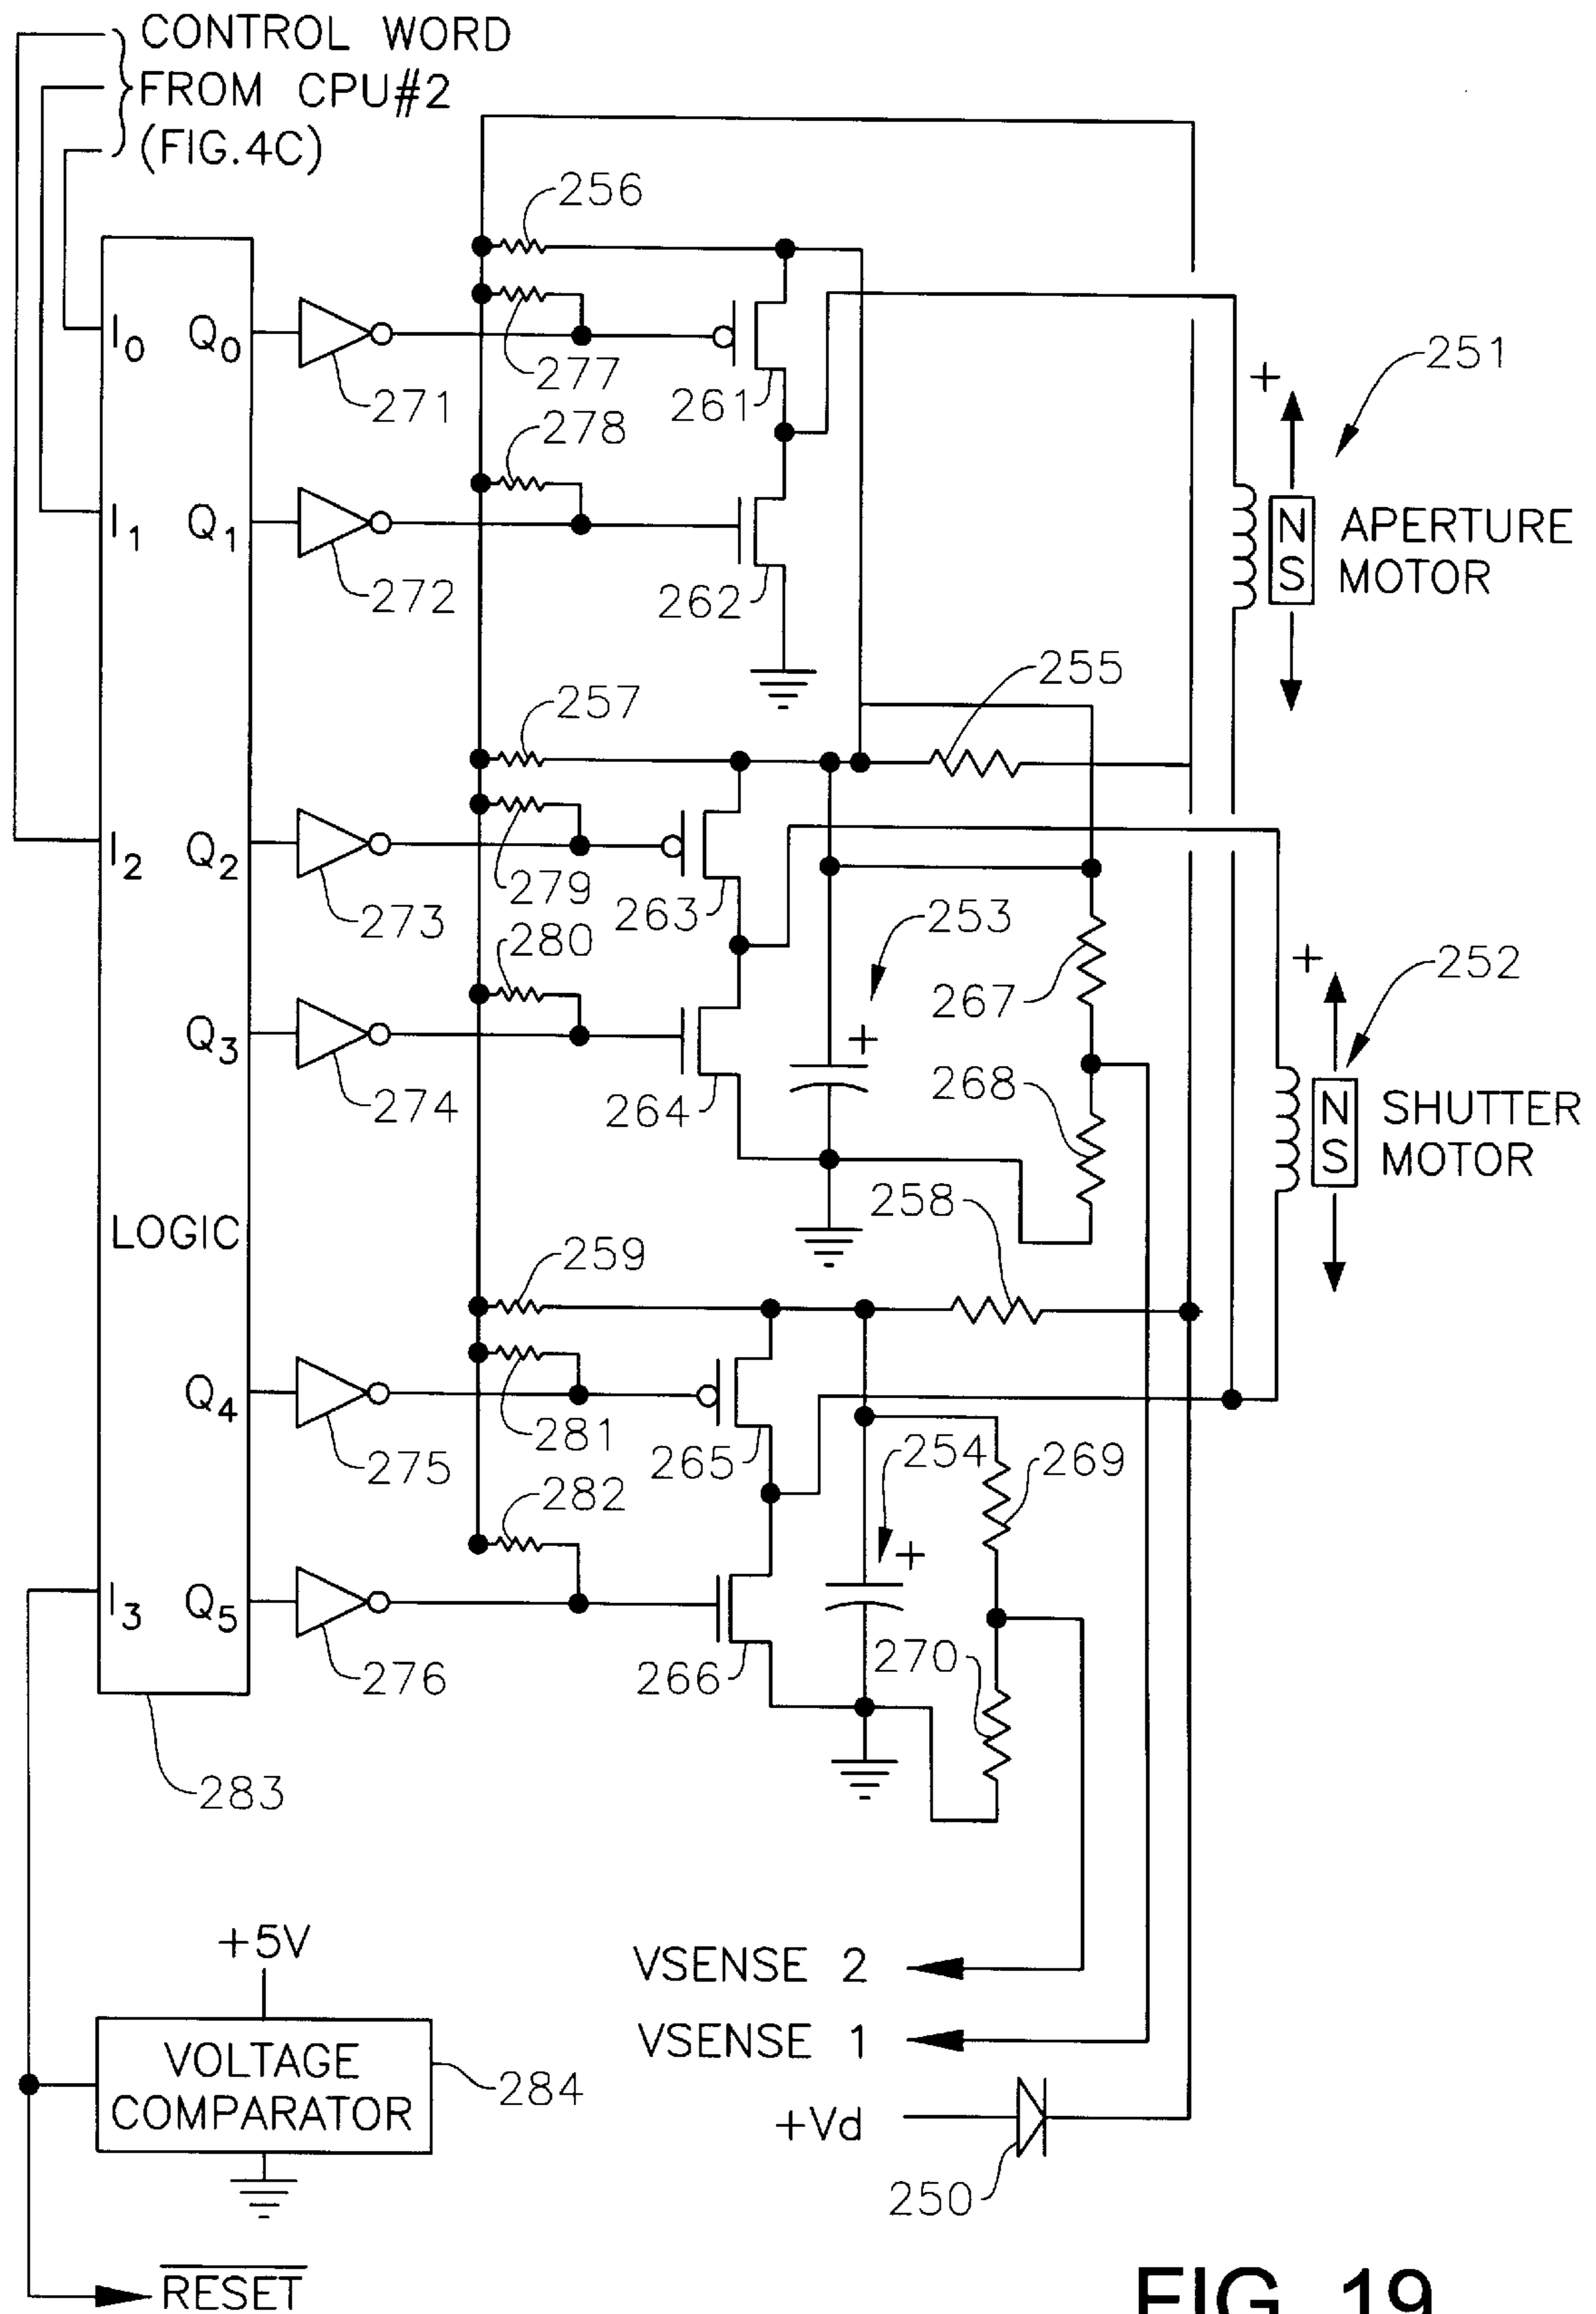 CONTROL WORD
FROM CPU#2
(FIG.4C)
256
I0 Q0
271
277
261
+
251
278
I1 Q1
272
262
N
S
APERTURE
MOTOR
255
257
I2 Q2
273
279
263
253
280
+
267
+
252
Q3
274
264
268
N
S
SHUTTER
MOTOR
258
LOGIC
259
Q4
275
281
265
254
269
282
+
I3 Q5
276
266
270
283
+5V
VSENSE 2
VOLTAGE
COMPARATOR
284
VSENSE 1
+Vd
250
RESET
FIG. 19